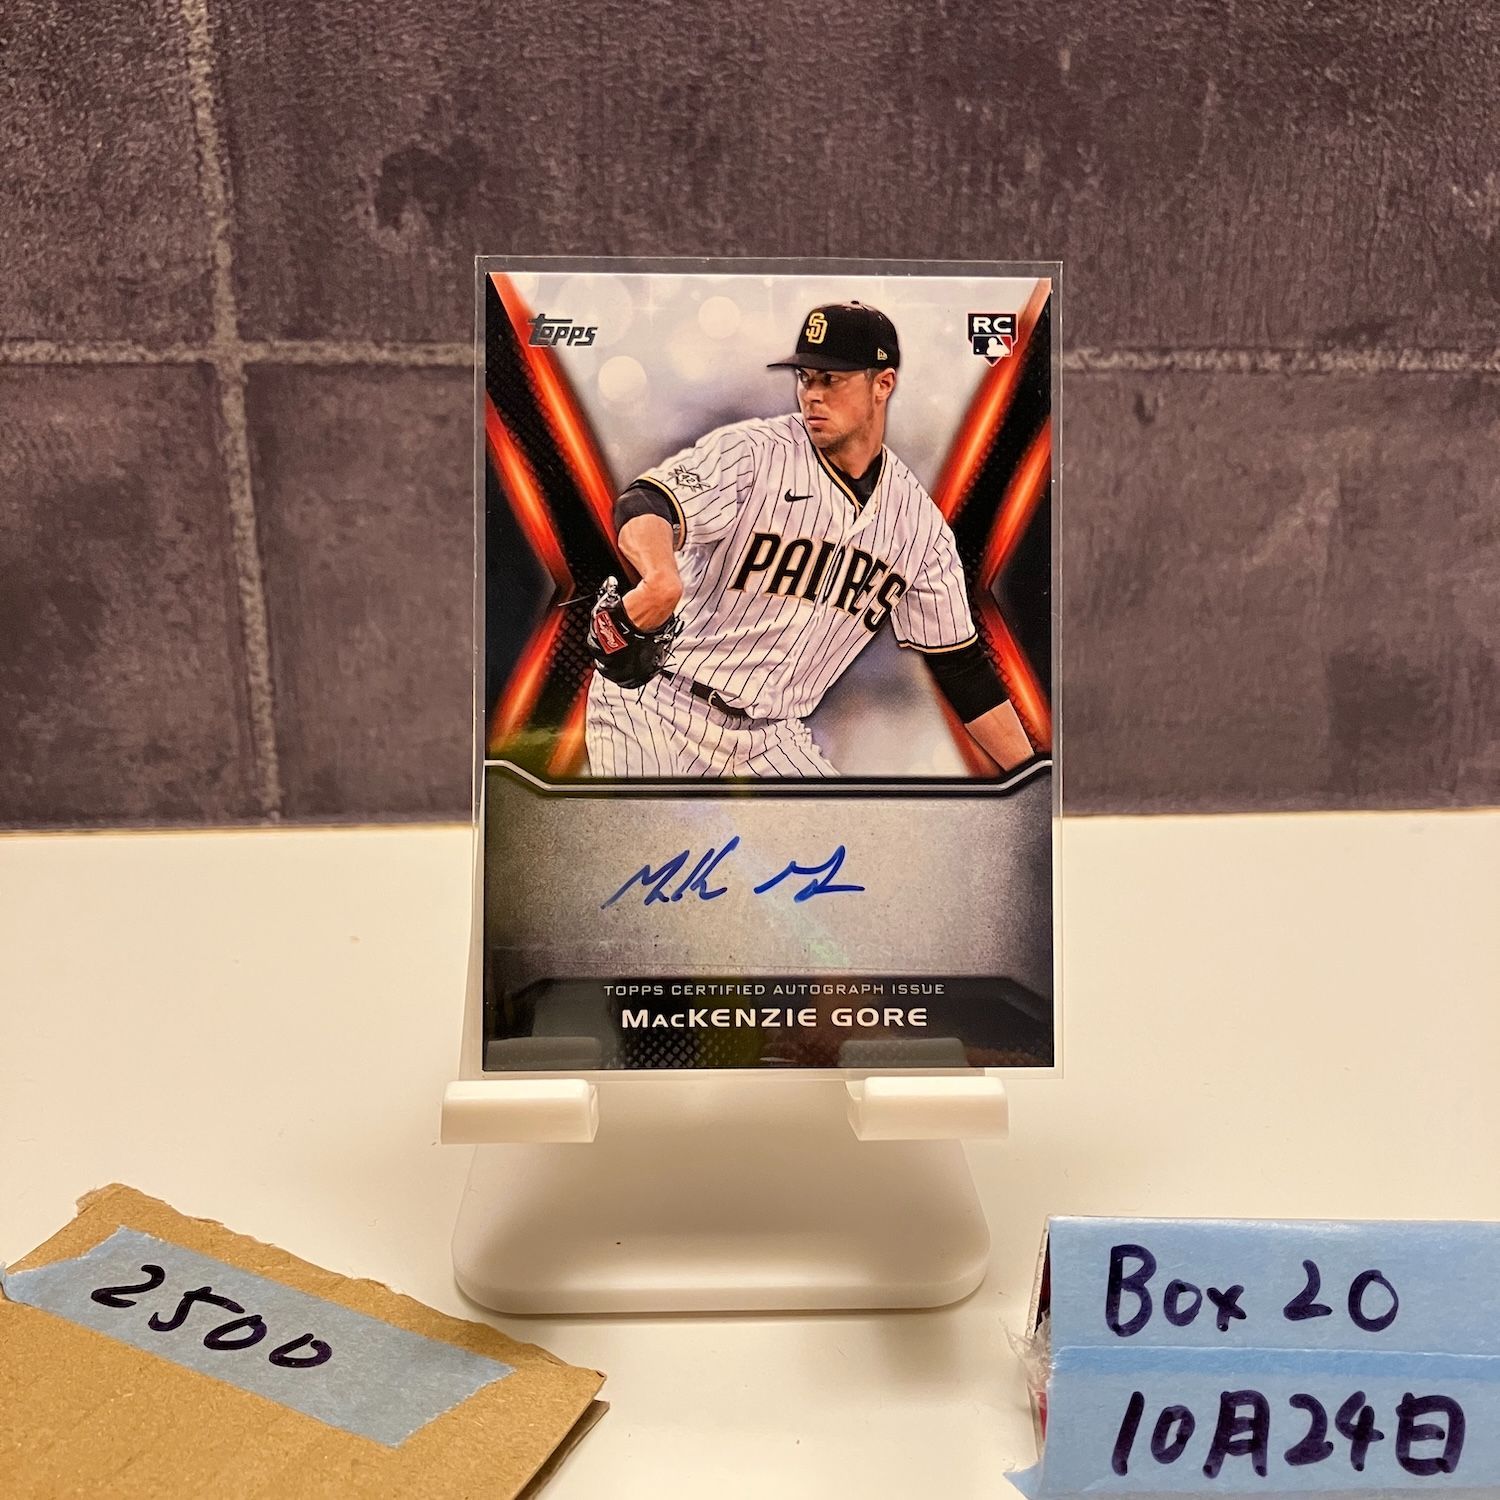 Topps
RC
SD
PADRES
MK G
TOPPS CERTIFIED AUTOGRAPH ISSUE
MacKENZIE GORE
2500
Box 20
10月24日